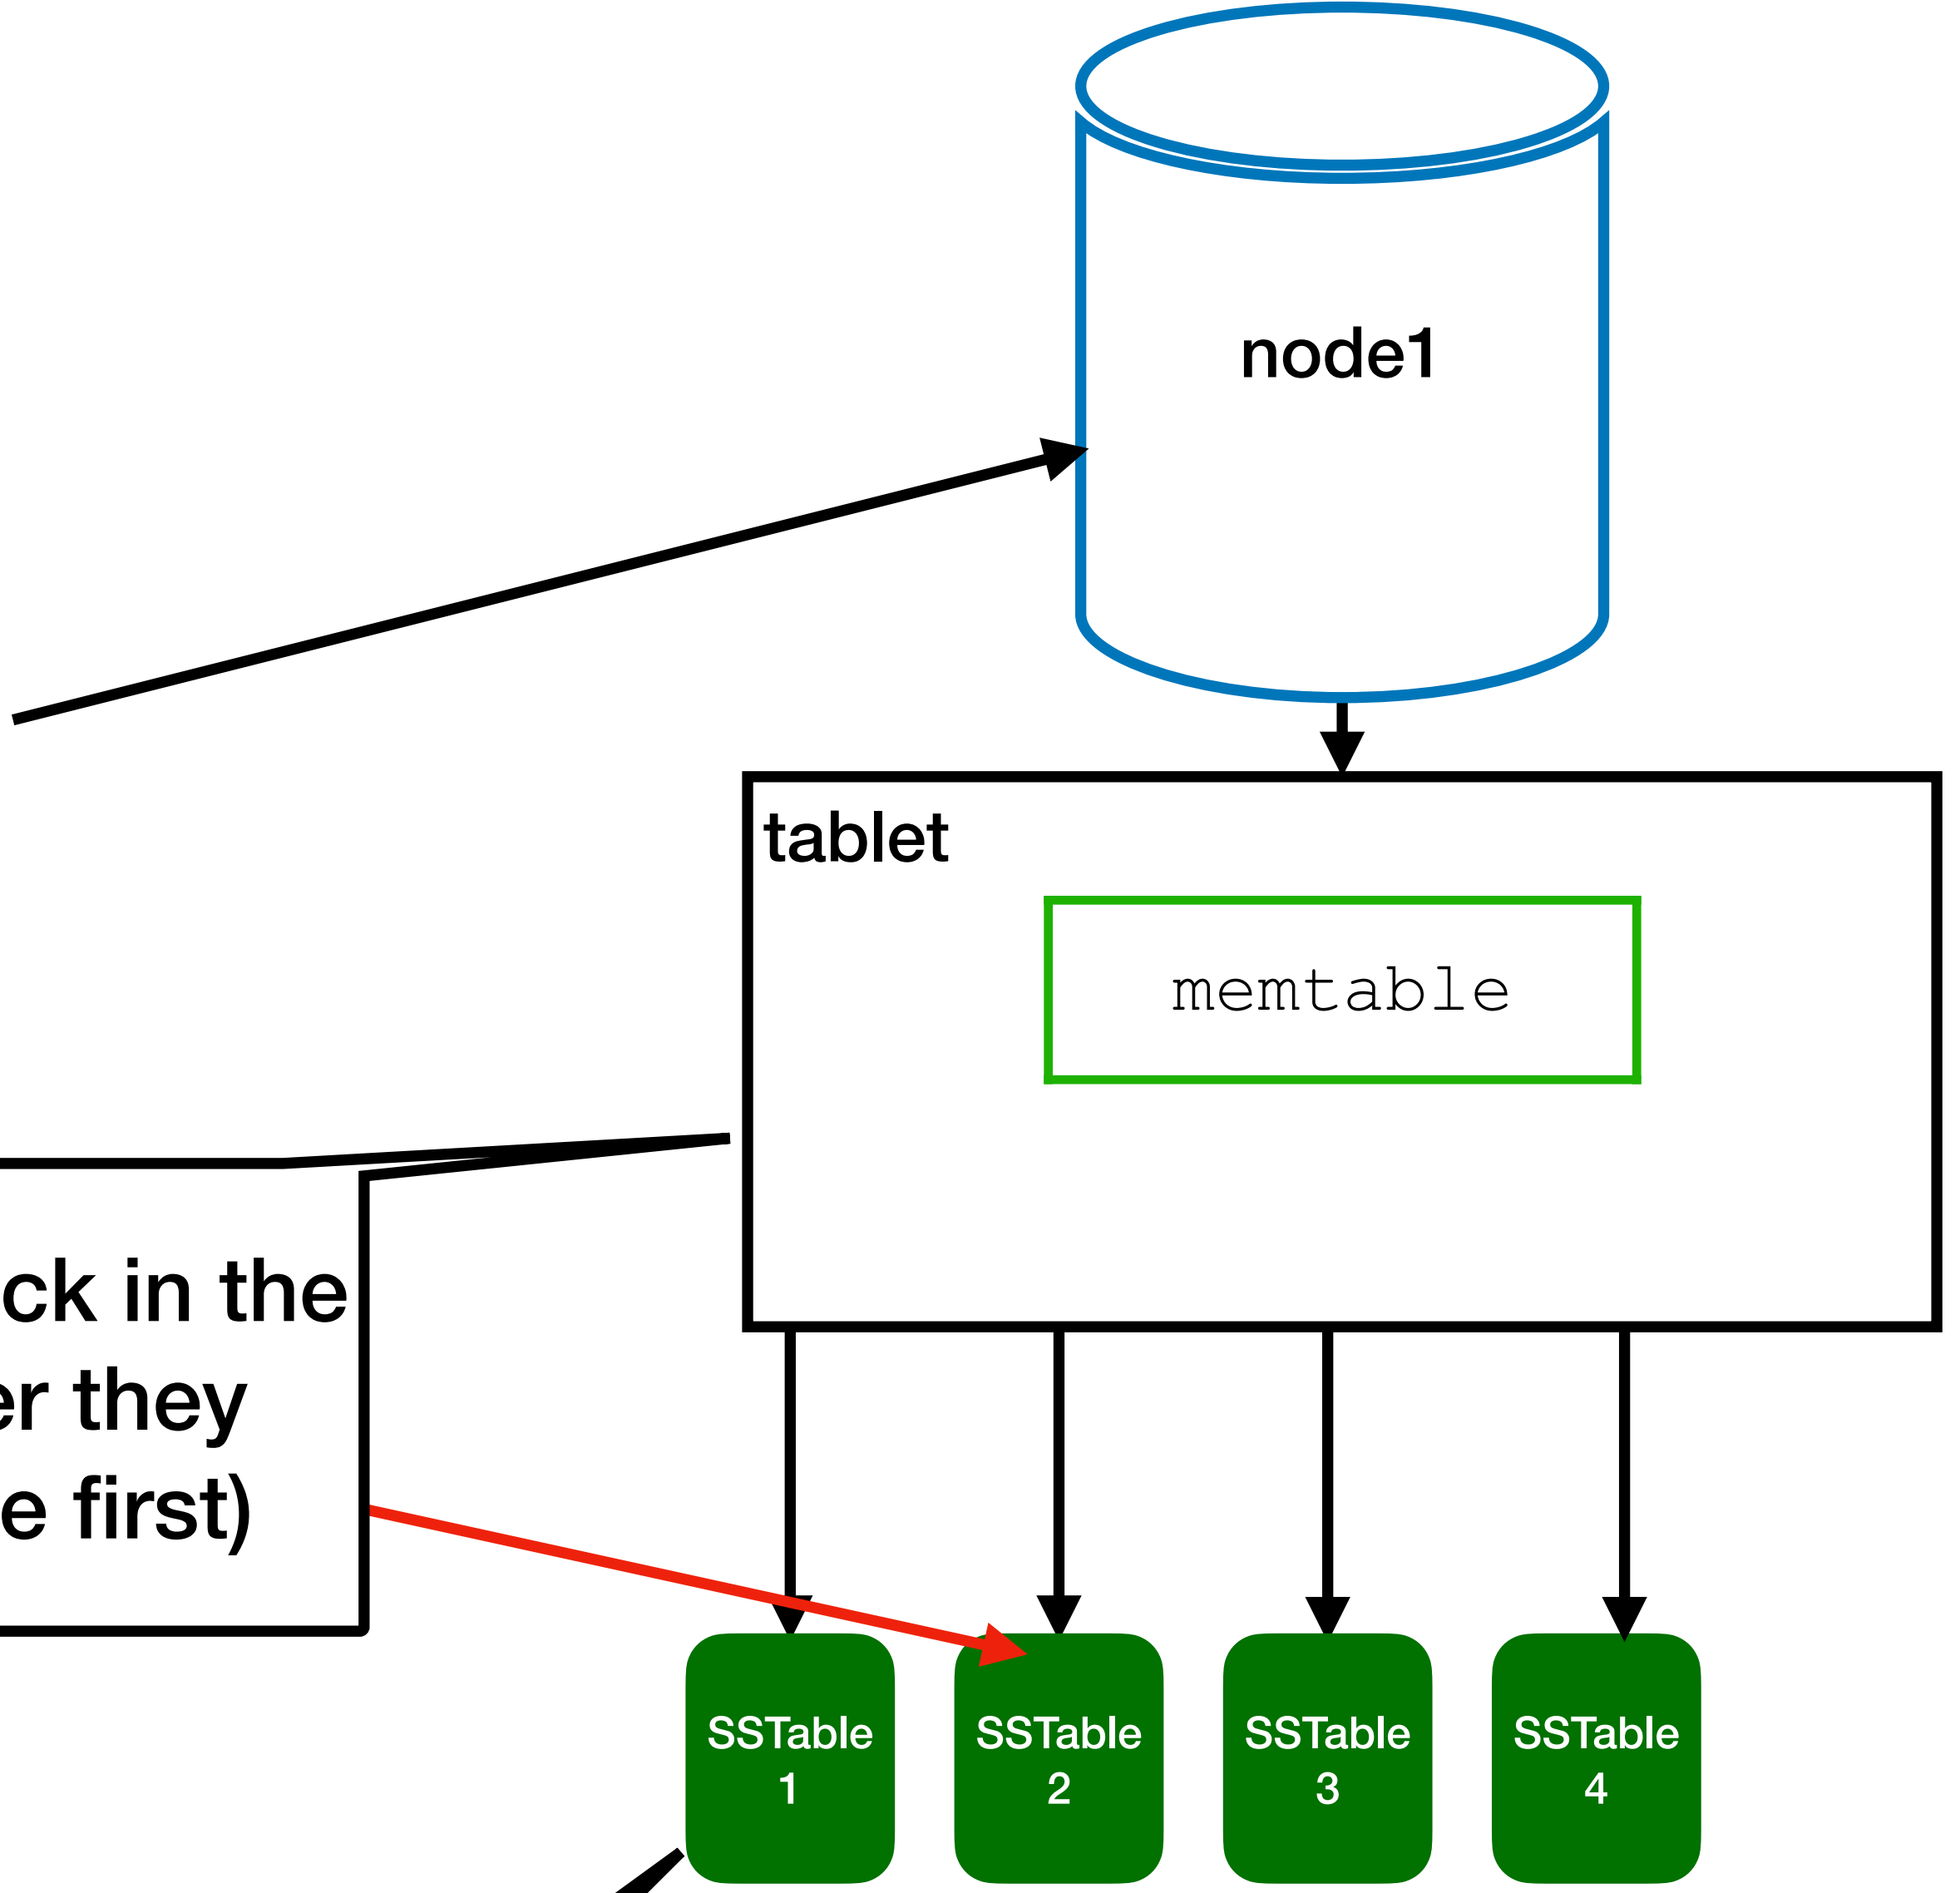 node1
tablet
memtable
ck in the
er they
e first)
SSTable
1
SSTable
2
SSTable
3
SSTable
4